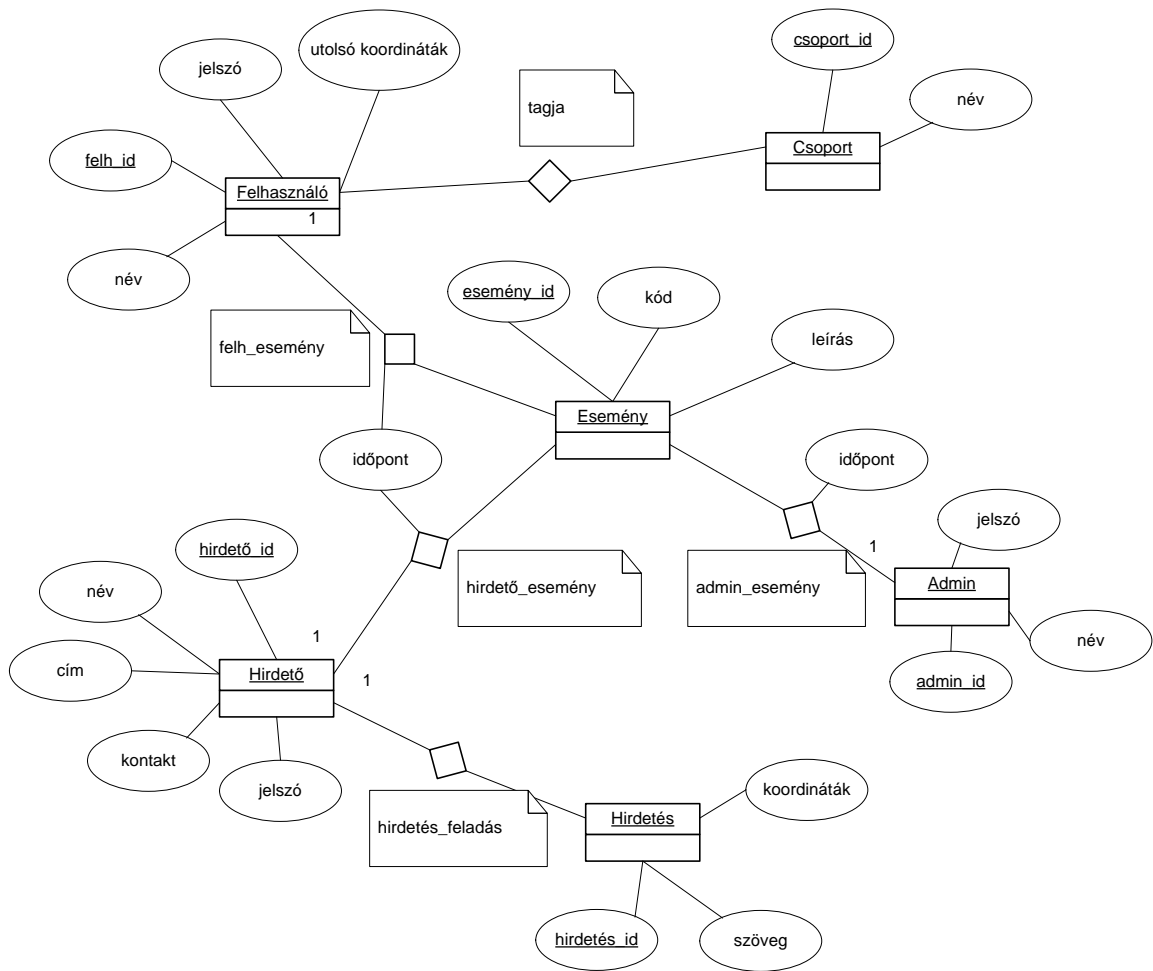 csoport_id
utolsó koordináták
jelszó
név
tagja
Csoport
felh_id
Felhasználó
1
név
esemény_id
kód
leírás
felh_esemény
Esemény
időpont
időpont
jelszó
hirdető_id
1
név
hirdető_esemény
admin_esemény
Admin
1
név
cím
Hirdető
1
admin_id
kontakt
jelszó
koordináták
hirdetés_feladás
Hirdetés
hirdetés_id
szöveg